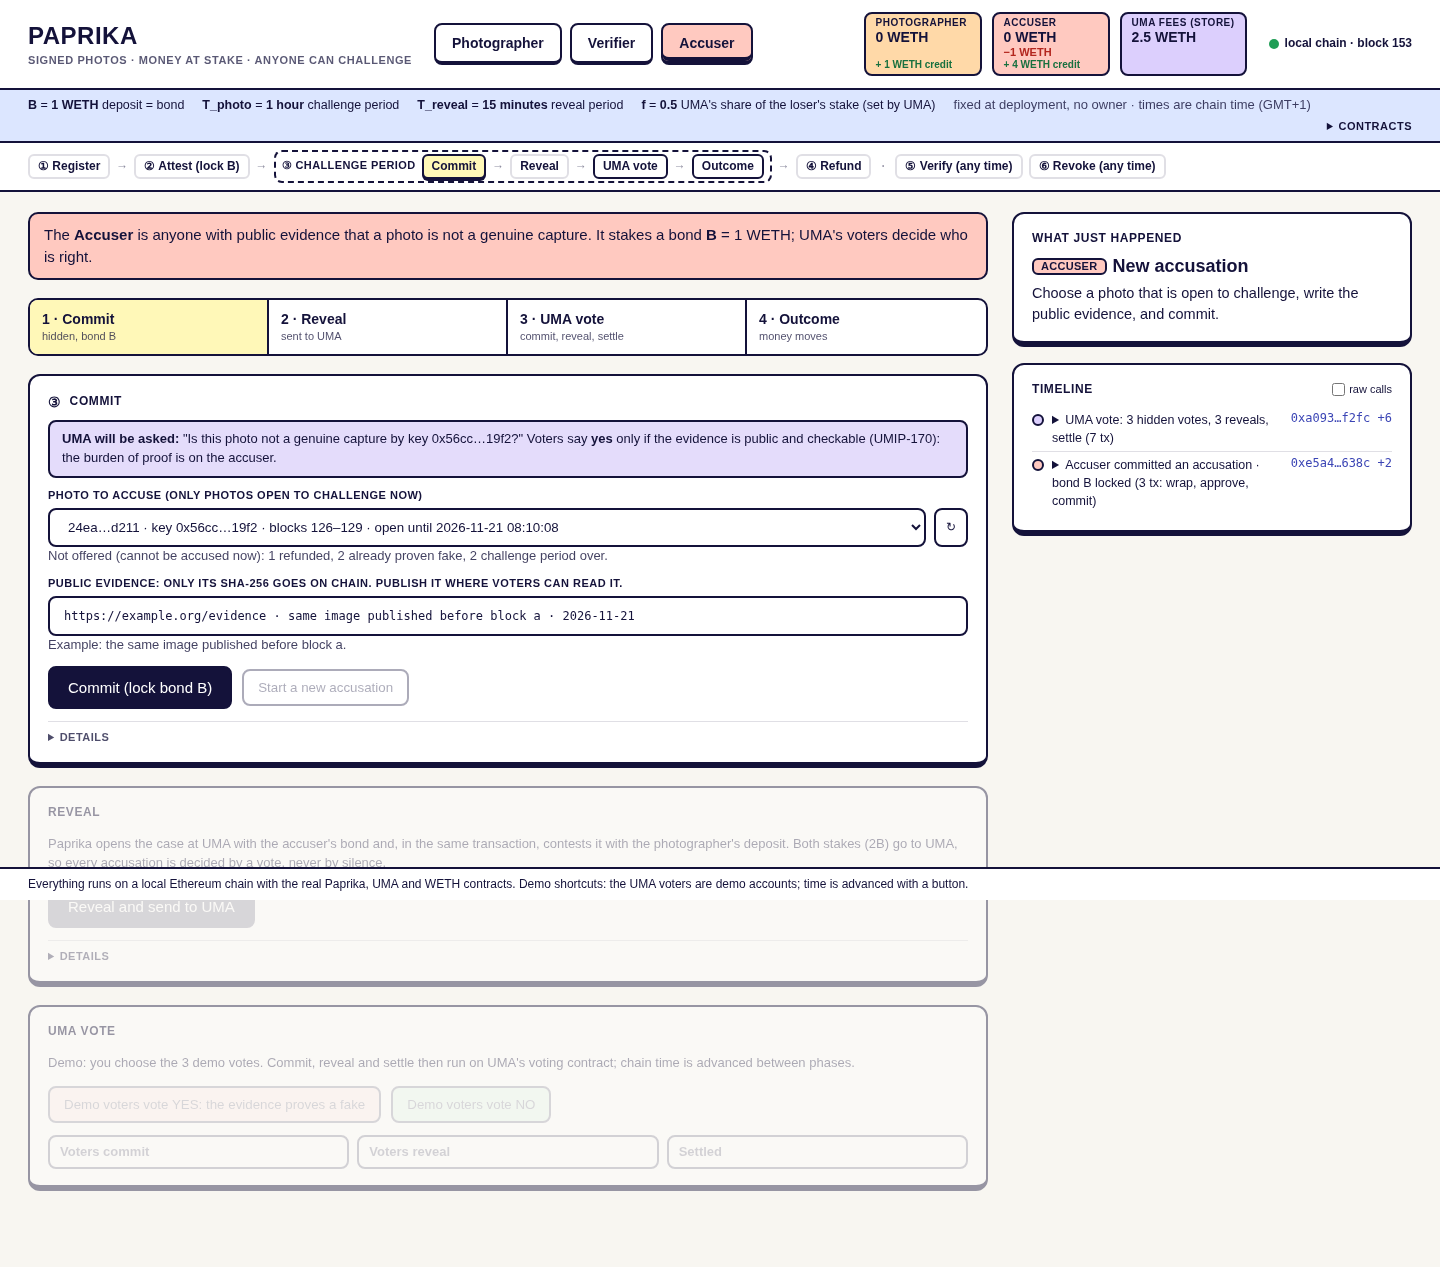 PAPRIKA
SIGNED PHOTOS · MONEY AT STAKE · ANYONE CAN CHALLENGE
Photographer
Verifier
Accuser
PHOTOGRAPHER
0 WETH
+ 1 WETH credit
ACCUSER
0 WETH
−1 WETH
+ 4 WETH credit
UMA FEES (STORE)
2.5 WETH
local chain · block 153
B = 1 WETH deposit = bond T_photo = 1 hour challenge period T_reveal = 15 minutes reveal period f = 0.5 UMA's share of the loser's stake (set by UMA) fixed at deployment, no owner · times are chain time (GMT+1)
▶ CONTRACTS
① Register → ② Attest (lock B) → ③ CHALLENGE PERIOD Commit → Reveal → UMA vote → Outcome → ④ Refund · ⑤ Verify (any time) ⑥ Revoke (any time)
The Accuser is anyone with public evidence that a photo is not a genuine capture. It stakes a bond B = 1 WETH; UMA's voters decide who
is right.
1 · Commit
hidden, bond B
2 · Reveal
sent to UMA
3 · UMA vote
commit, reveal, settle
4 · Outcome
money moves
③ COMMIT
UMA will be asked: "Is this photo not a genuine capture by key 0x56cc…19f2?" Voters say yes only if the evidence is public and checkable (UMIP-170):
the burden of proof is on the accuser.
PHOTO TO ACCUSE (ONLY PHOTOS OPEN TO CHALLENGE NOW)
24ea…d211 · key 0x56cc…19f2 · blocks 126–129 · open until 2026-11-21 08:10:08
↻
Not offered (cannot be accused now): 1 refunded, 2 already proven fake, 2 challenge period over.
PUBLIC EVIDENCE: ONLY ITS SHA-256 GOES ON CHAIN. PUBLISH IT WHERE VOTERS CAN READ IT.
https://example.org/evidence · same image published before block a · 2026-11-21
Example: the same image published before block a.
Commit (lock bond B)
Start a new accusation
▶ DETAILS
REVEAL
Paprika opens the case at UMA with the accuser's bond and, in the same transaction, contests it with the photographer's deposit. Both stakes (2B) go to UMA,
so every accusation is decided by a vote, never by silence.
Everything runs on a local Ethereum chain with the real Paprika, UMA and WETH contracts. Demo shortcuts: the UMA voters are demo accounts; time is advanced with a button.
Reveal and send to UMA
▶ DETAILS
UMA VOTE
Demo: you choose the 3 demo votes. Commit, reveal and settle then run on UMA's voting contract; chain time is advanced between phases.
Demo voters vote YES: the evidence proves a fake
Demo voters vote NO
Voters commit
Voters reveal
Settled
WHAT JUST HAPPENED
ACCUSER New accusation
Choose a photo that is open to challenge, write the
public evidence, and commit.
TIMELINE
raw calls
▶ UMA vote: 3 hidden votes, 3 reveals, 0xa093…f2fc +6
settle (7 tx)
▶ Accuser committed an accusation · 0xe5a4…638c +2
bond B locked (3 tx: wrap, approve,
commit)